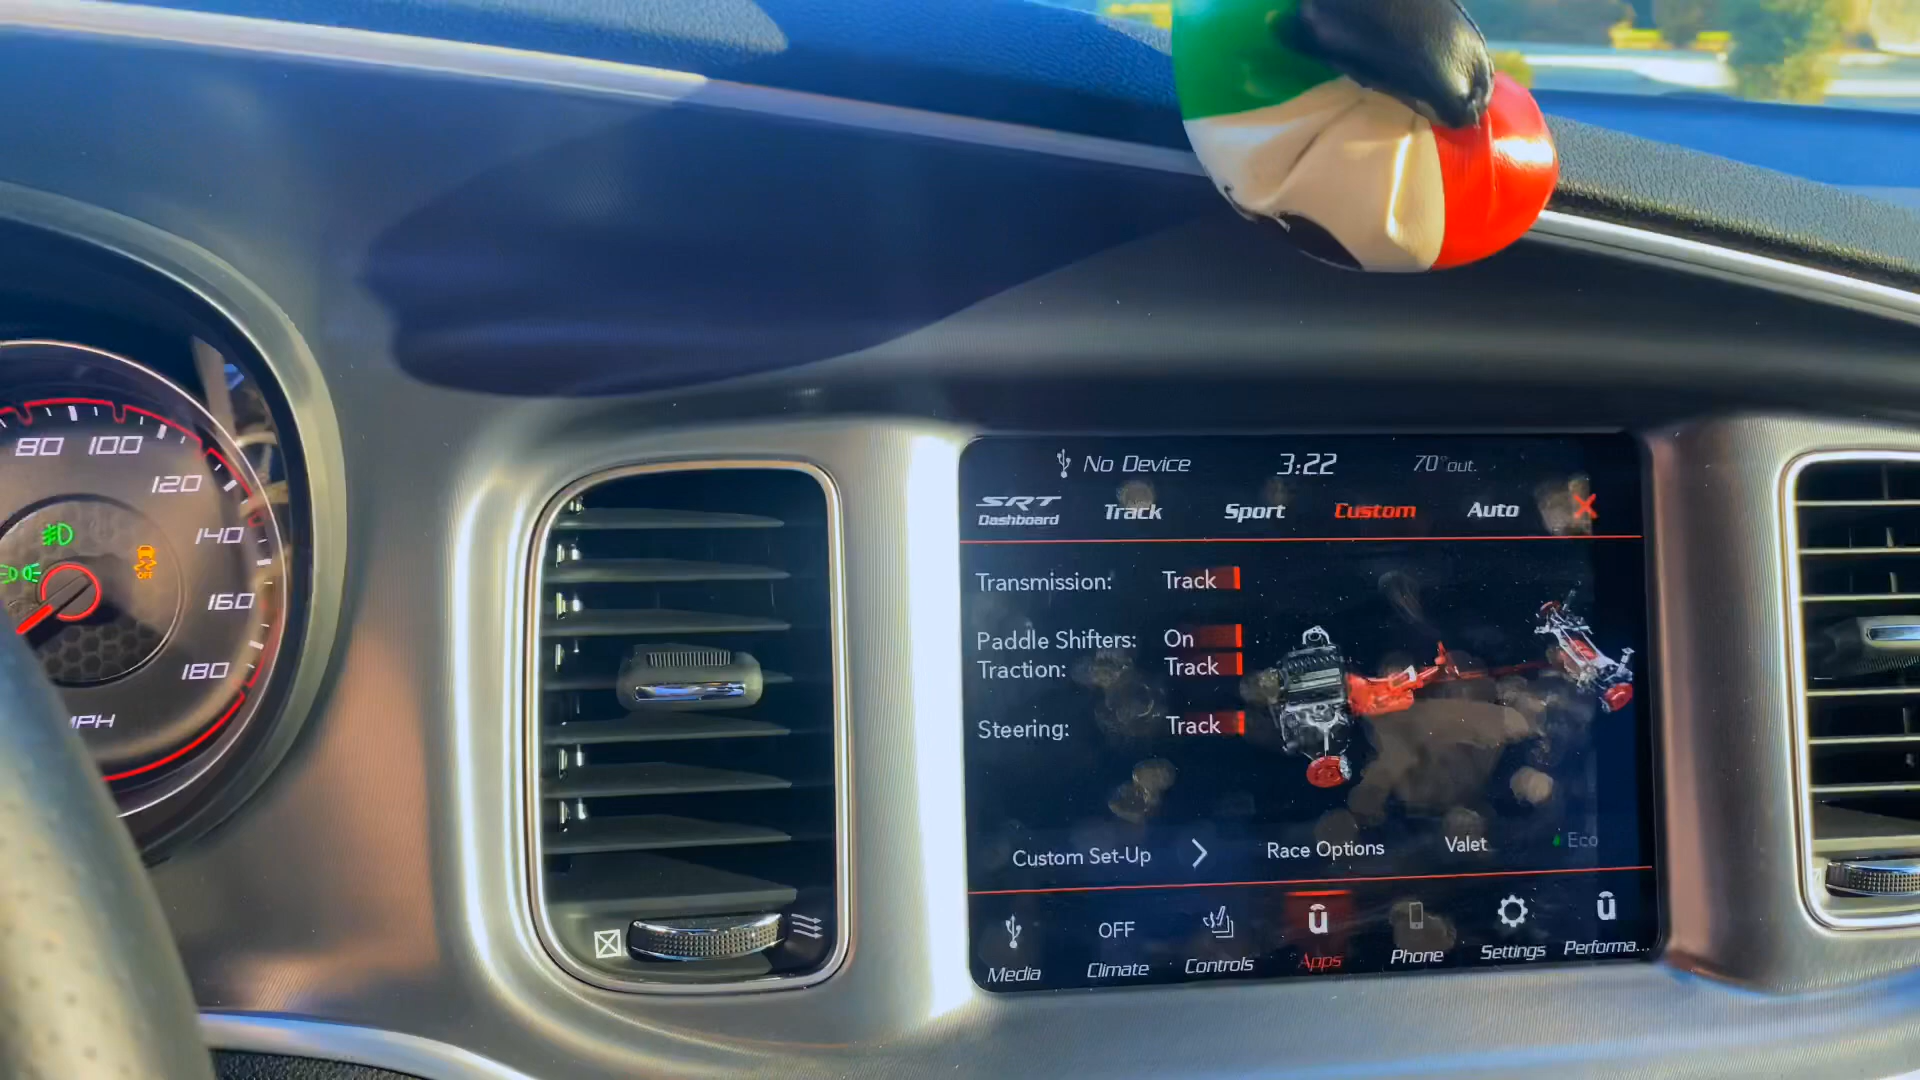 80 100
120
140
160
180
MPH
OFF
No Device 3:22 70° out.
SRT Dashboard Track Sport Custom Auto X
Transmission: Track
Paddle Shifters: On
Traction: Track
Steering: Track
Custom Set-Up > Race Options Valet Eco
OFF
Media Climate Controls Apps Phone Settings Performa...